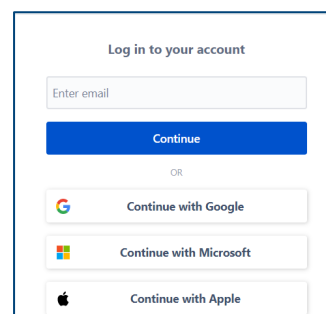 Log in to your account
Enter email
Continue
OR
Continue with Google
Continue with Microsoft
Continue with Apple